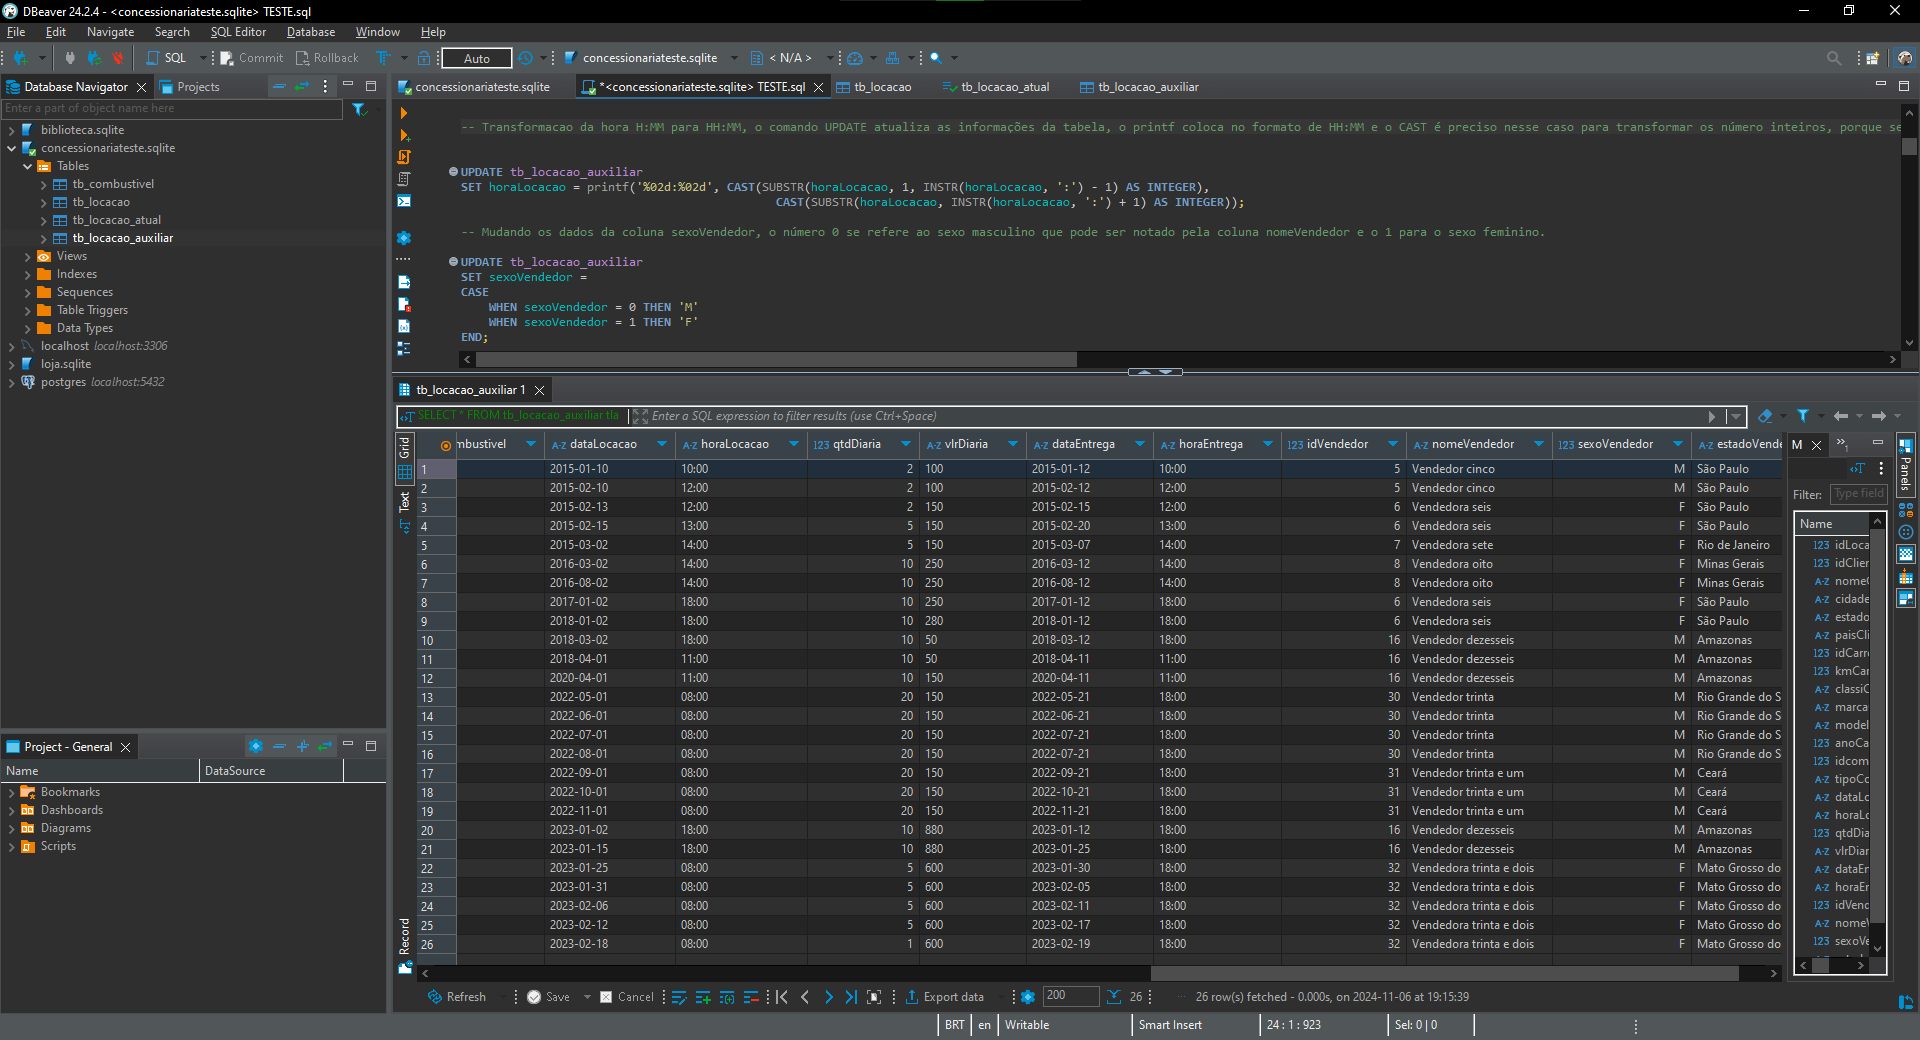 DBeaver 24.2.4 - <concessionariateste.sqlite> TESTE.sql
File Edit Navigate Search SQL Editor Database Window Help
SQL Commit Rollback Auto concessionariateste.sqlite < N/A >
Database Navigator Projects
Enter a part of object name here
biblioteca.sqlite
concessionariateste.sqlite
Tables
tb_combustivel
tb_locacao
tb_locacao_atual
tb_locacao_auxiliar
Views
Indexes
Sequences
Table Triggers
Data Types
localhost localhost:3306
loja.sqlite
postgres localhost:5432
Project - General
Name DataSource
Bookmarks
Dashboards
Diagrams
Scripts
concessionariateste.sqlite *<concessionariateste.sqlite> TESTE.sql tb_locacao tb_locacao_atual tb_locacao_auxiliar
-- Transformacao da hora H:MM para HH:MM, o comando UPDATE atualiza as informações da tabela, o printf coloca no formato de HH:MM e o CAST é preciso nesse caso para transformar os número inteiros, porque se
UPDATE tb_locacao_auxiliar
SET horaLocacao = printf('%02d:%02d', CAST(SUBSTR(horaLocacao, 1, INSTR(horaLocacao, ':') - 1) AS INTEGER),
CAST(SUBSTR(horaLocacao, INSTR(horaLocacao, ':') + 1) AS INTEGER));
-- Mudando os dados da coluna sexoVendedor, o número 0 se refere ao sexo masculino que pode ser notado pela coluna nomeVendedor e o 1 para o sexo feminino.
UPDATE tb_locacao_auxiliar
SET sexoVendedor =
CASE
WHEN sexoVendedor = 0 THEN 'M'
WHEN sexoVendedor = 1 THEN 'F'
END;
tb_locacao_auxiliar 1
SELECT * FROM tb_locacao_auxiliar tla Enter a SQL expression to filter results (use Ctrl+Space)
Grid
Text
Record
mbustivel A-Z dataLocacao A-Z horaLocacao 123 qtdDiaria A-Z vlrDiaria A-Z dataEntrega A-Z horaEntrega 123 idVendedor A-Z nomeVendedor 123 sexoVendedor A-Z estadoVende
1 2015-01-10 10:00 2 100 2015-01-12 10:00 5 Vendedor cinco M São Paulo
2 2015-02-10 12:00 2 100 2015-02-12 12:00 5 Vendedor cinco M São Paulo
3 2015-02-13 12:00 2 150 2015-02-15 12:00 6 Vendedora seis F São Paulo
4 2015-02-15 13:00 5 150 2015-02-20 13:00 6 Vendedora seis F São Paulo
5 2015-03-02 14:00 5 150 2015-03-07 14:00 7 Vendedora sete F Rio de Janeiro
6 2016-03-02 14:00 10 250 2016-03-12 14:00 8 Vendedora oito F Minas Gerais
7 2016-08-02 14:00 10 250 2016-08-12 14:00 8 Vendedora oito F Minas Gerais
8 2017-01-02 18:00 10 250 2017-01-12 18:00 6 Vendedora seis F São Paulo
9 2018-01-02 18:00 10 280 2018-01-12 18:00 6 Vendedora seis F São Paulo
10 2018-03-02 18:00 10 50 2018-03-12 18:00 16 Vendedor dezesseis M Amazonas
11 2018-04-01 11:00 10 50 2018-04-11 11:00 16 Vendedor dezesseis M Amazonas
12 2020-04-01 11:00 10 150 2020-04-11 11:00 16 Vendedor dezesseis M Amazonas
13 2022-05-01 08:00 20 150 2022-05-21 18:00 30 Vendedor trinta M Rio Grande do S
14 2022-06-01 08:00 20 150 2022-06-21 18:00 30 Vendedor trinta M Rio Grande do S
15 2022-07-01 08:00 20 150 2022-07-21 18:00 30 Vendedor trinta M Rio Grande do S
16 2022-08-01 08:00 20 150 2022-07-21 18:00 30 Vendedor trinta M Rio Grande do S
17 2022-09-01 08:00 20 150 2022-09-21 18:00 31 Vendedor trinta e um M Ceará
18 2022-10-01 08:00 20 150 2022-10-21 18:00 31 Vendedor trinta e um M Ceará
19 2022-11-01 08:00 20 150 2022-11-21 18:00 31 Vendedor trinta e um M Ceará
20 2023-01-02 18:00 10 880 2023-01-12 18:00 16 Vendedor dezesseis M Amazonas
21 2023-01-15 18:00 10 880 2023-01-25 18:00 16 Vendedor dezesseis M Amazonas
22 2023-01-25 08:00 5 600 2023-01-30 18:00 32 Vendedora trinta e dois F Mato Grosso do
23 2023-01-31 08:00 5 600 2023-02-05 18:00 32 Vendedora trinta e dois F Mato Grosso do
24 2023-02-06 08:00 5 600 2023-02-11 18:00 32 Vendedora trinta e dois F Mato Grosso do
25 2023-02-12 08:00 5 600 2023-02-17 18:00 32 Vendedora trinta e dois F Mato Grosso do
26 2023-02-18 08:00 1 600 2023-02-19 18:00 32 Vendedora trinta e dois F Mato Grosso do
M
Filter: Type field
Name
123 idLoca
123 idClien
A-Z nomeC
A-Z cidade
A-Z estado
A-Z paisCli
123 idCarr
123 kmCar
A-Z classiC
A-Z marca
A-Z model
123 anoCa
123 idcom
A-Z tipoCo
A-Z dataLo
A-Z horaLo
123 qtdDia
A-Z vlrDiar
A-Z dataEn
A-Z horaEn
123 idVend
A-Z nomeV
123 sexoVe
Panels
Refresh Save Cancel Export data 200 26 26 row(s) fetched - 0.000s, on 2024-11-06 at 19:15:39
BRT en Writable Smart Insert 24 : 1 : 923 Sel: 0 | 0